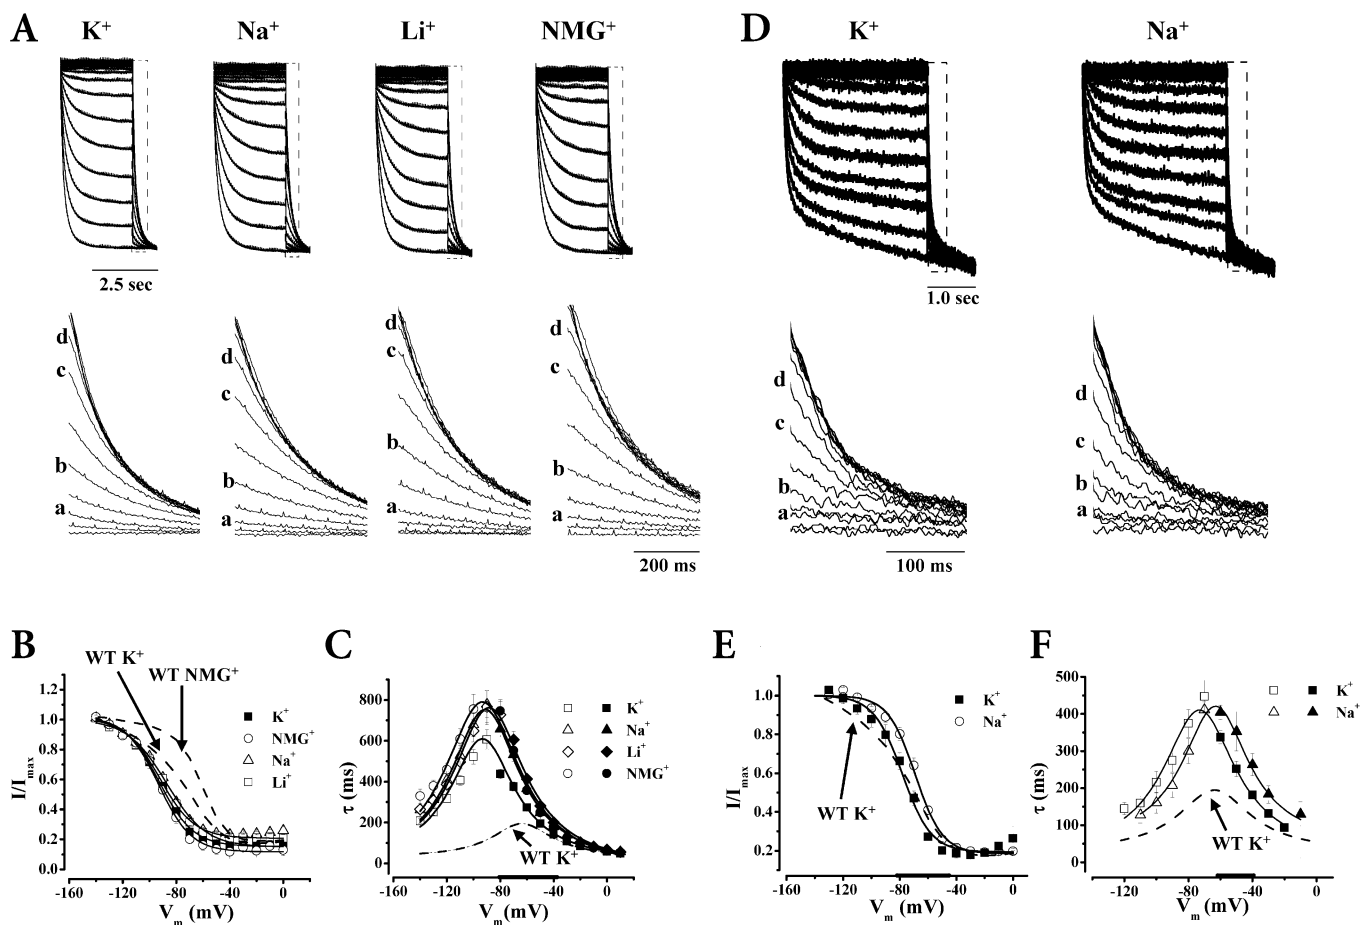 A
K+
Na+
Li+
NMG+
2.5 sec
d
c
b
a
d
c
b
a
d
c
b
a
d
c
b
a
200 ms
D
K+
Na+
1.0 sec
d
c
b
a
d
c
b
a
100 ms
B
WT K+
WT NMG+
1.2
1.0
0.8
0.6
0.4
0.2
0.0
I/Imax
K+
NMG+
Na+
Li+
-160
-120
-80
-40
0
Vm (mV)
C
800
600
400
200
0
τ (ms)
K+
Na+
Li+
NMG+
WT K+
-160
-120
-80
-40
0
Vm (mV)
E
1.0
0.8
0.6
0.4
0.2
I/Imax
K+
Na+
WT K+
-160
-120
-80
-40
0
Vm (mV)
F
500
400
300
200
100
0
τ (ms)
K+
Na+
WT K+
-120
-80
-40
0
Vm (mV)